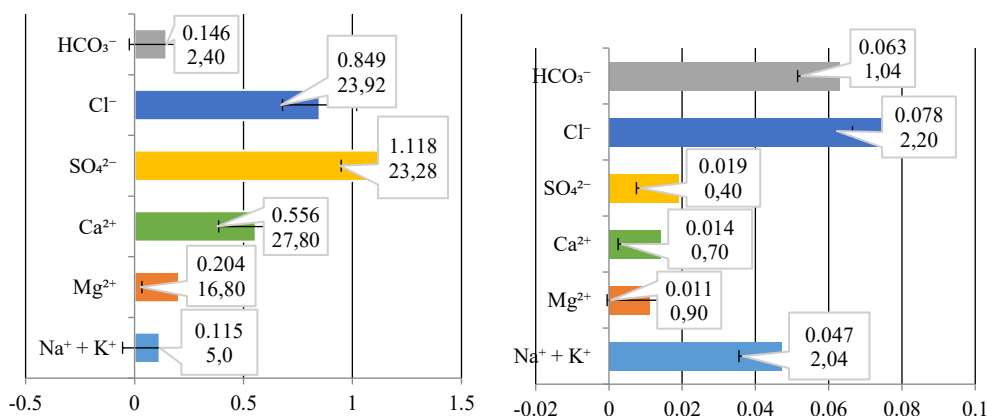 -0.5 0 0.5 1 1.5
HCO₃⁻
0.146
2,40
Cl⁻
0.849
23,92
SO₄²⁻
1.118
23,28
Ca²⁺
0.556
27,80
Mg²⁺
0.204
16,80
Na⁺ + K⁺
0.115
5,0
-0.02 0 0.02 0.04 0.06 0.08 0.1
HCO₃⁻
0.063
1,04
Cl⁻
0.078
2,20
SO₄²⁻
0.019
0,40
Ca²⁺
0.014
0,70
Mg²⁺
0.011
0,90
Na⁺ + K⁺
0.047
2,04